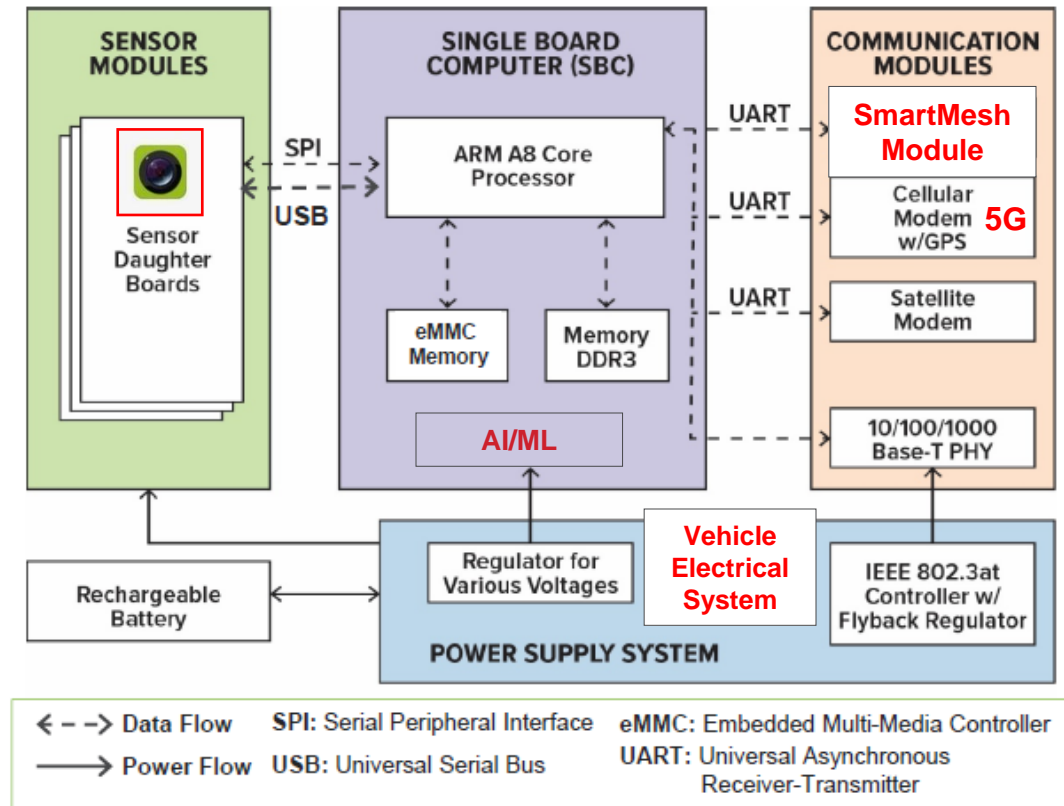 SENSOR
MODULES
SINGLE BOARD
COMPUTER (SBC)
COMMUNICATION
MODULES
SPI
USB
Sensor
Daughter
Boards
ARM A8 Core
Processor
eMMC
Memory
Memory
DDR3
AI/ML
UART
SmartMesh
Module
UART
Cellular
Modem
w/GPS
5G
UART
Satellite
Modem
10/100/1000
Base-T PHY
Rechargeable
Battery
Regulator for
Various Voltages
Vehicle
Electrical
System
IEEE 802.3at
Controller w/
Flyback Regulator
POWER SUPPLY SYSTEM
Data Flow
SPI: Serial Peripheral Interface
eMMC: Embedded Multi-Media Controller
Power Flow
USB: Universal Serial Bus
UART: Universal Asynchronous
Receiver-Transmitter